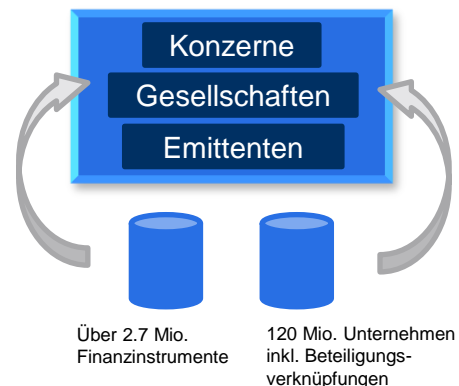 Konzerne
Gesellschaften
Emittenten
Über 2.7 Mio.
Finanzinstrumente
120 Mio. Unternehmen
inkl. Beteiligungs-
verknüpfungen